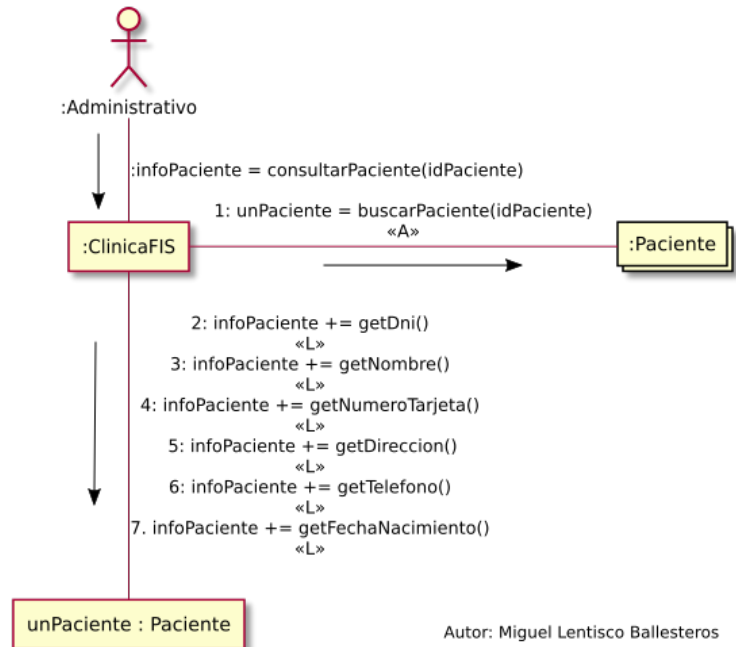 :Administrativo
:infoPaciente = consultarPaciente(idPaciente)
1: unPaciente = buscarPaciente(idPaciente)
«A»
:ClinicaFIS
:Paciente
2: infoPaciente += getDni()
«L»
3: infoPaciente += getNombre()
«L»
4: infoPaciente += getNumeroTarjeta()
«L»
5: infoPaciente += getDireccion()
«L»
6: infoPaciente += getTelefono()
«L»
7. infoPaciente += getFechaNacimiento()
«L»
unPaciente : Paciente
Autor: Miguel Lentisco Ballesteros